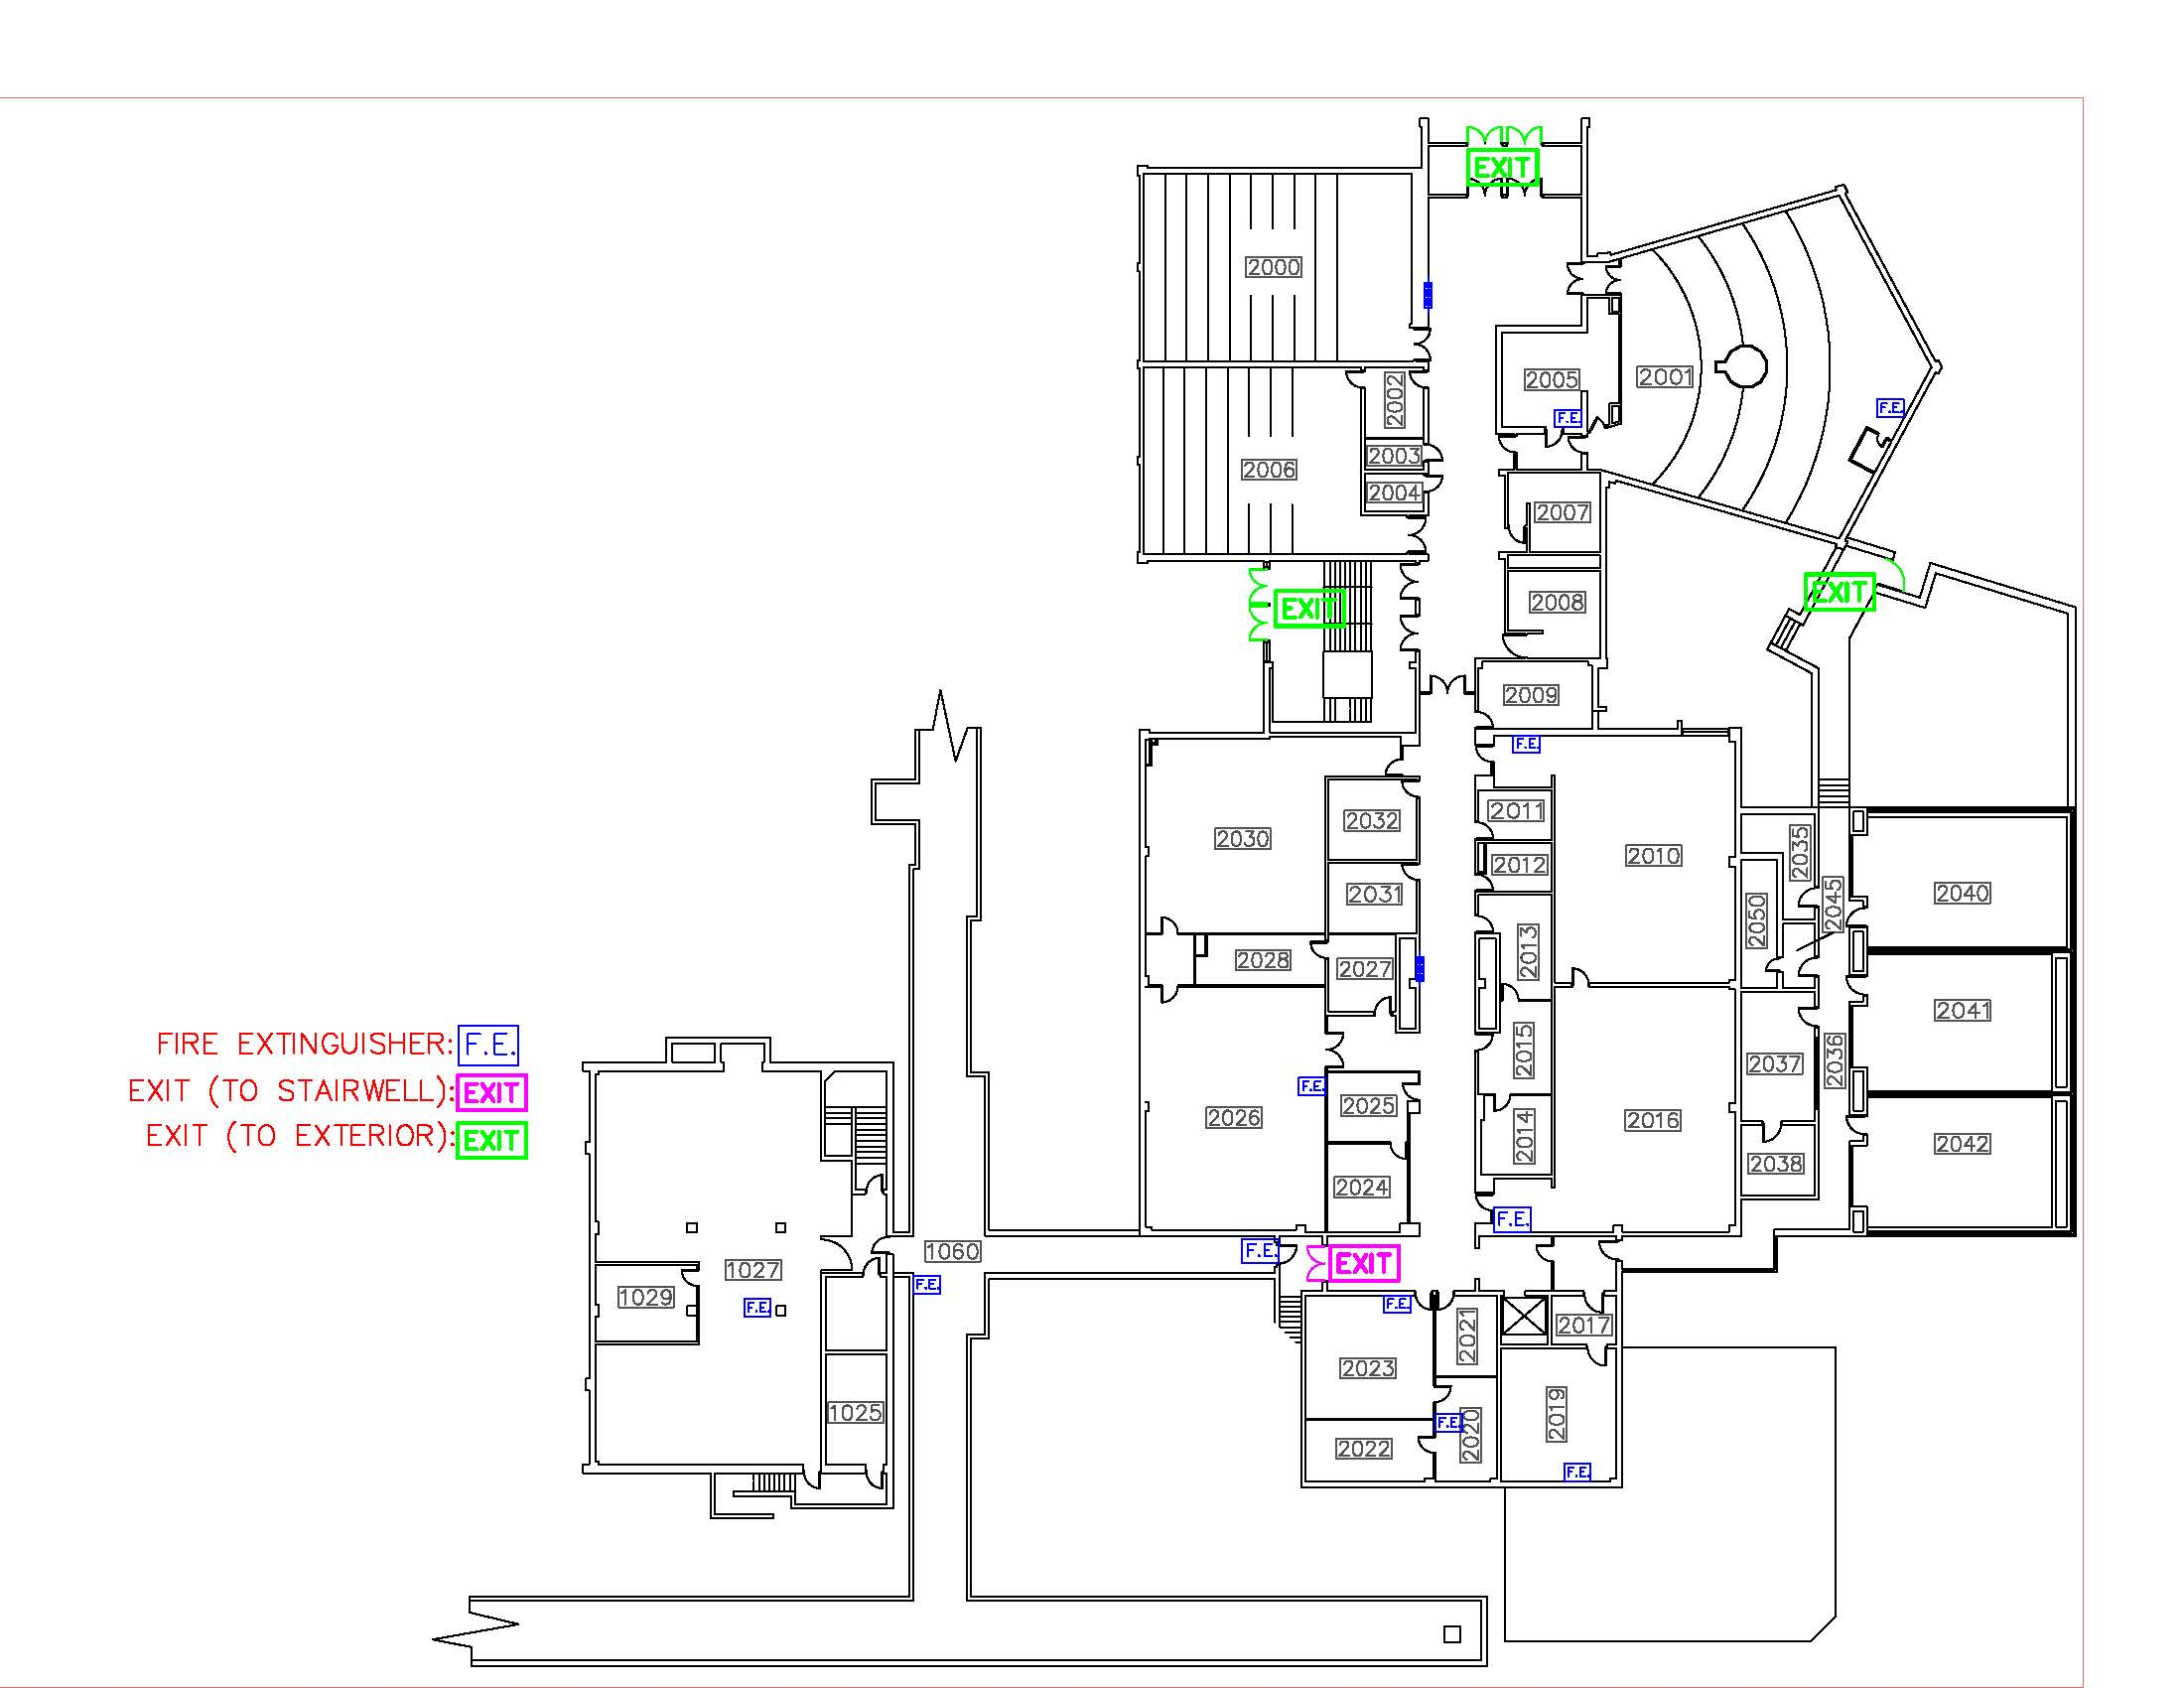 EXIT
2000
2002
2005
2001
F.E.
F.E.
2003
2006
2004
2007
EXIT
2008
EXIT
2009
F.E.
2011
2032
2030
2010
2035
2012
2031
2040
2045
2050
2013
2028
2027
2041
FIRE EXTINGUISHER: F.E.
2015
2036
2037
EXIT (TO STAIRWELL): EXIT
F.E.
2025
2026
2016
EXIT (TO EXTERIOR): EXIT
2014
2042
2038
2024
F.E.
1060
F.E.
EXIT
1027
F.E.
1029
F.E.
F.E.
2017
2021
2023
1025
2019
F.E.
2020
2022
F.E.